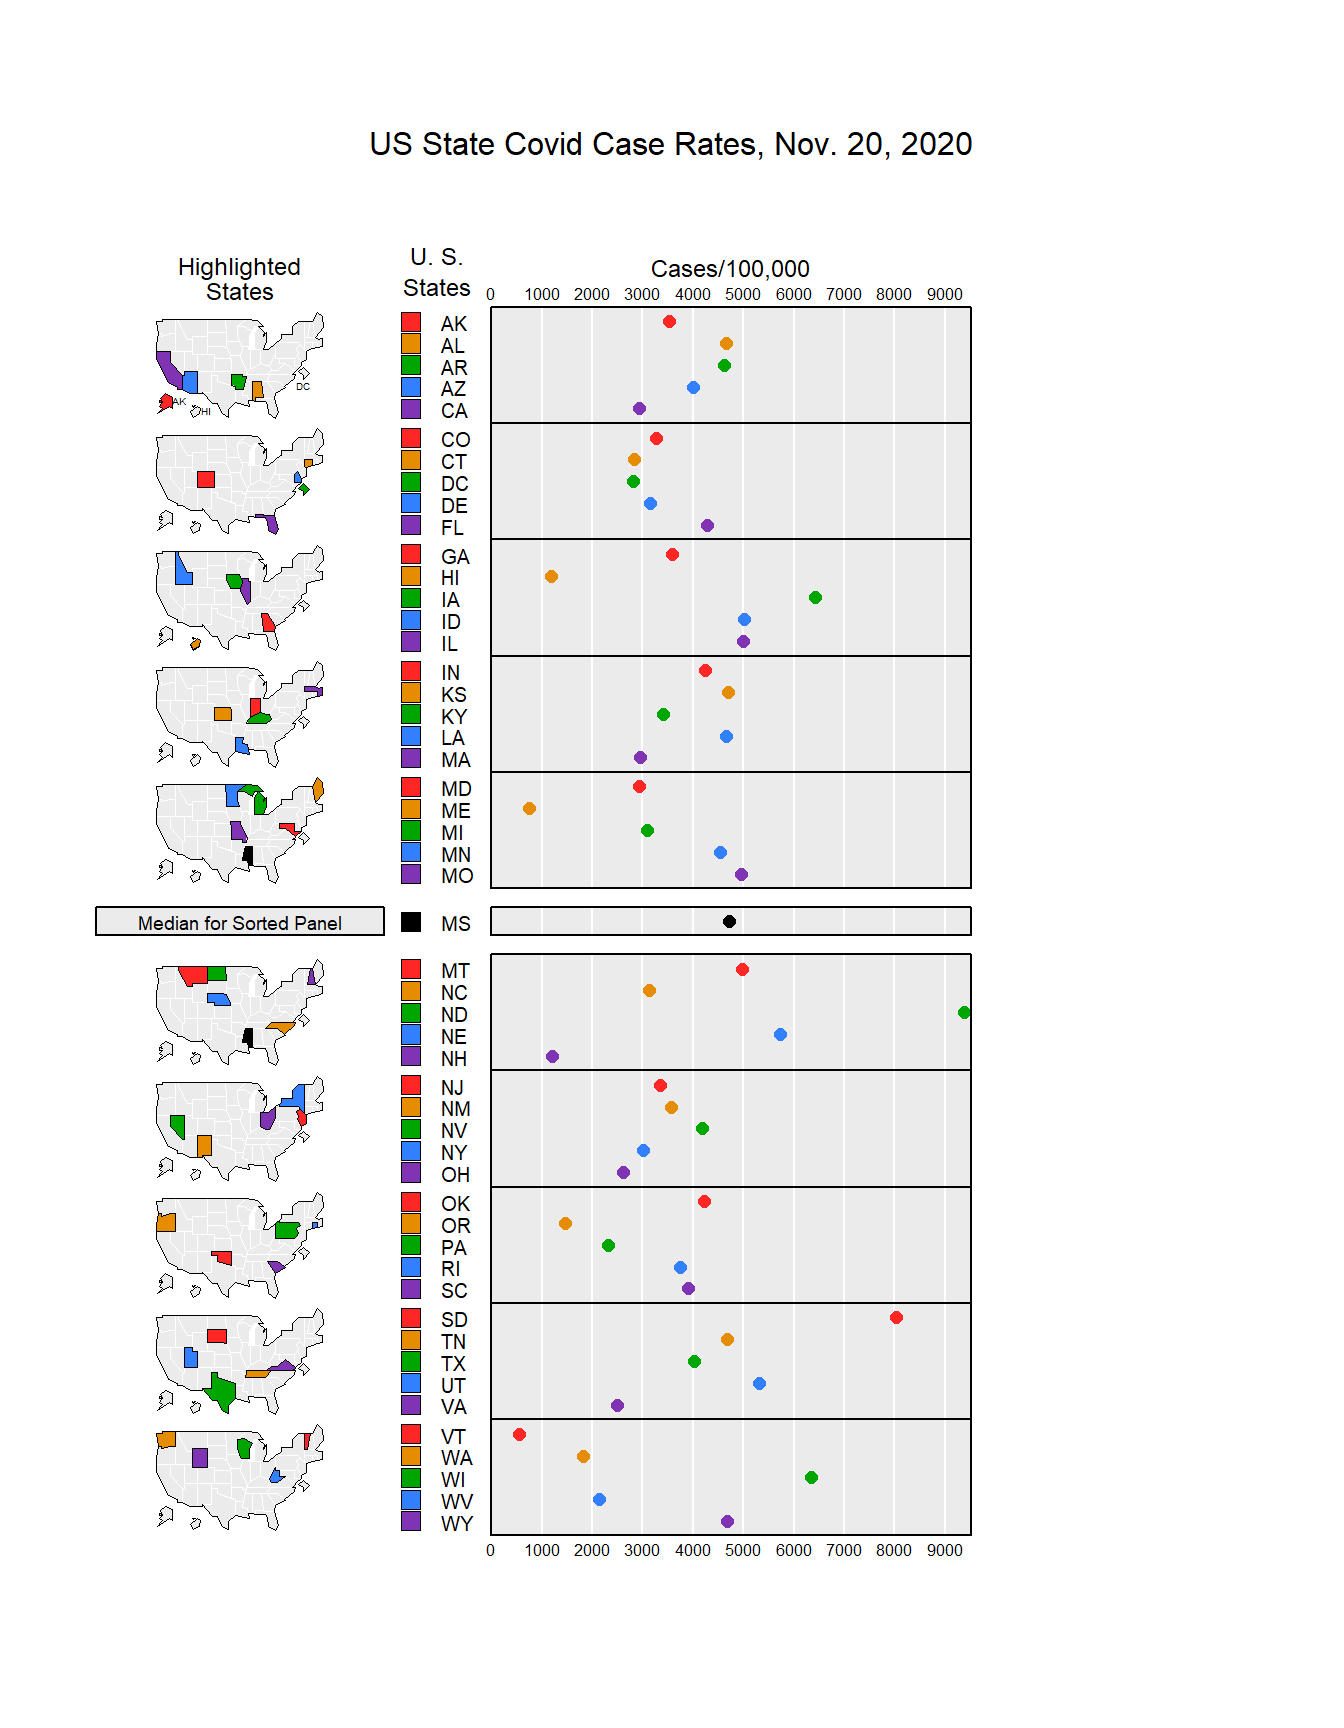 US State Covid Case Rates, Nov. 20, 2020
Highlighted
States
U. S.
States
Cases/100,000
0 1000 2000 3000 4000 5000 6000 7000 8000 9000
AK
AL
AR
AZ
CA
DC
AK
HI
CO
CT
DC
DE
FL
GA
HI
IA
ID
IL
IN
KS
KY
LA
MA
MD
ME
MI
MN
MO
Median for Sorted Panel
MS
MT
NC
ND
NE
NH
NJ
NM
NV
NY
OH
OK
OR
PA
RI
SC
SD
TN
TX
UT
VA
VT
WA
WI
WV
WY
0 1000 2000 3000 4000 5000 6000 7000 8000 9000